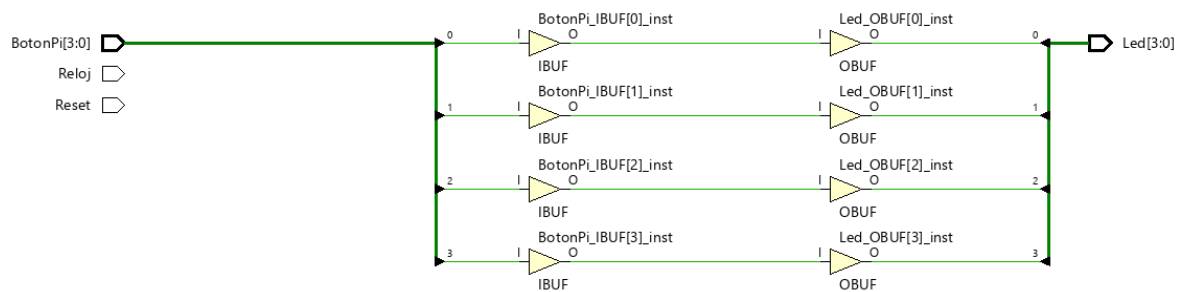 BotonPi_IBUF[0]_inst Led_OBUF[0]_inst
BotonPi[3:0] 0 I O I O 0 Led[3:0]
IBUF OBUF
Reloj
BotonPi_IBUF[1]_inst Led_OBUF[1]_inst
Reset 1 I O I O 1
IBUF OBUF
BotonPi_IBUF[2]_inst Led_OBUF[2]_inst
2 I O I O 2
IBUF OBUF
BotonPi_IBUF[3]_inst Led_OBUF[3]_inst
3 I O I O 3
IBUF OBUF